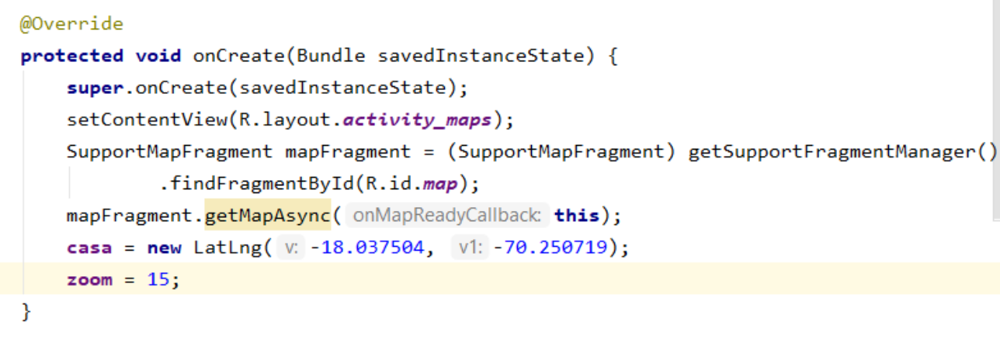 @Override
protected void onCreate(Bundle savedInstanceState) {
super.onCreate(savedInstanceState);
setContentView(R.layout.activity_maps);
SupportMapFragment mapFragment = (SupportMapFragment) getSupportFragmentManager()
.findFragmentById(R.id.map);
mapFragment.getMapAsync( onMapReadyCallback: this);
casa = new LatLng( v: -18.037504, v1: -70.250719);
zoom = 15;
}